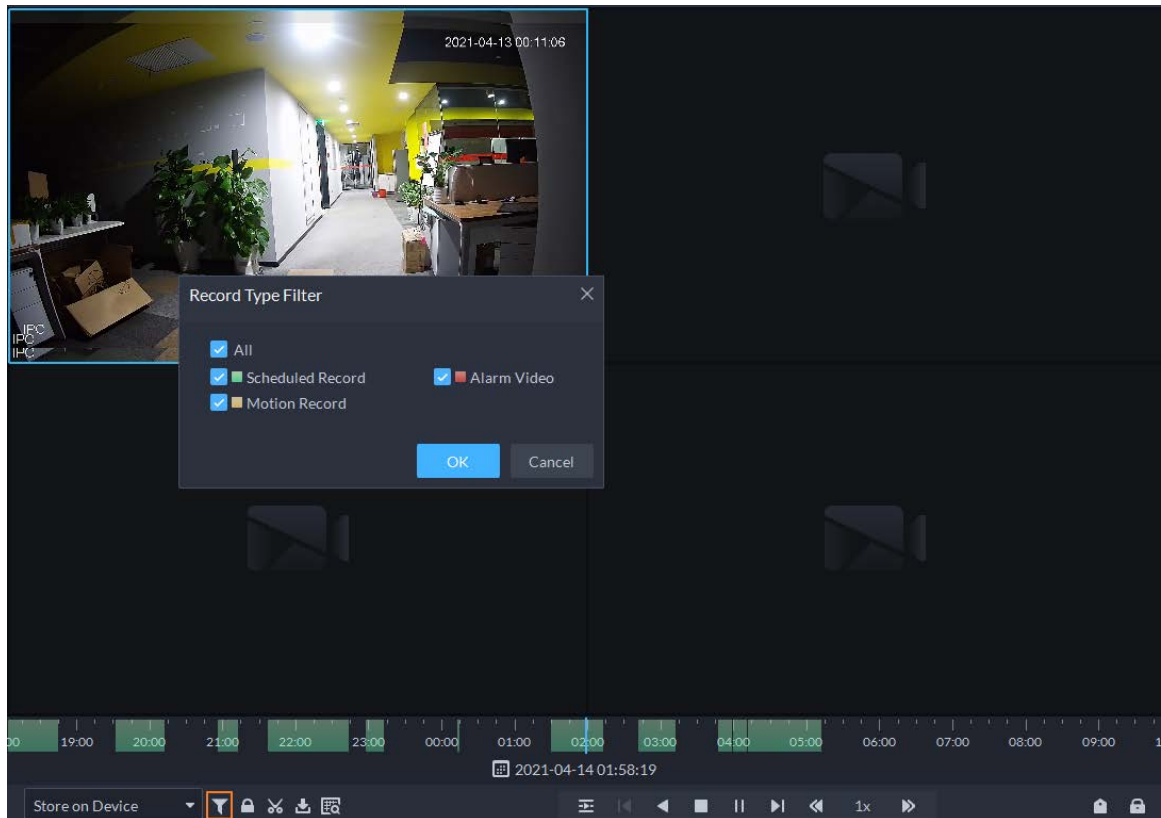 2021-04-13 00:11:06
IPC
IPC
IPC
Record Type Filter
All
Scheduled Record Alarm Video
Motion Record
OK Cancel
00 19:00 20:00 21:00 22:00 23:00 00:00 01:00 02:00 03:00 04:00 05:00 06:00 07:00 08:00 09:00 1
2021-04-14 01:58:19
Store on Device 1x